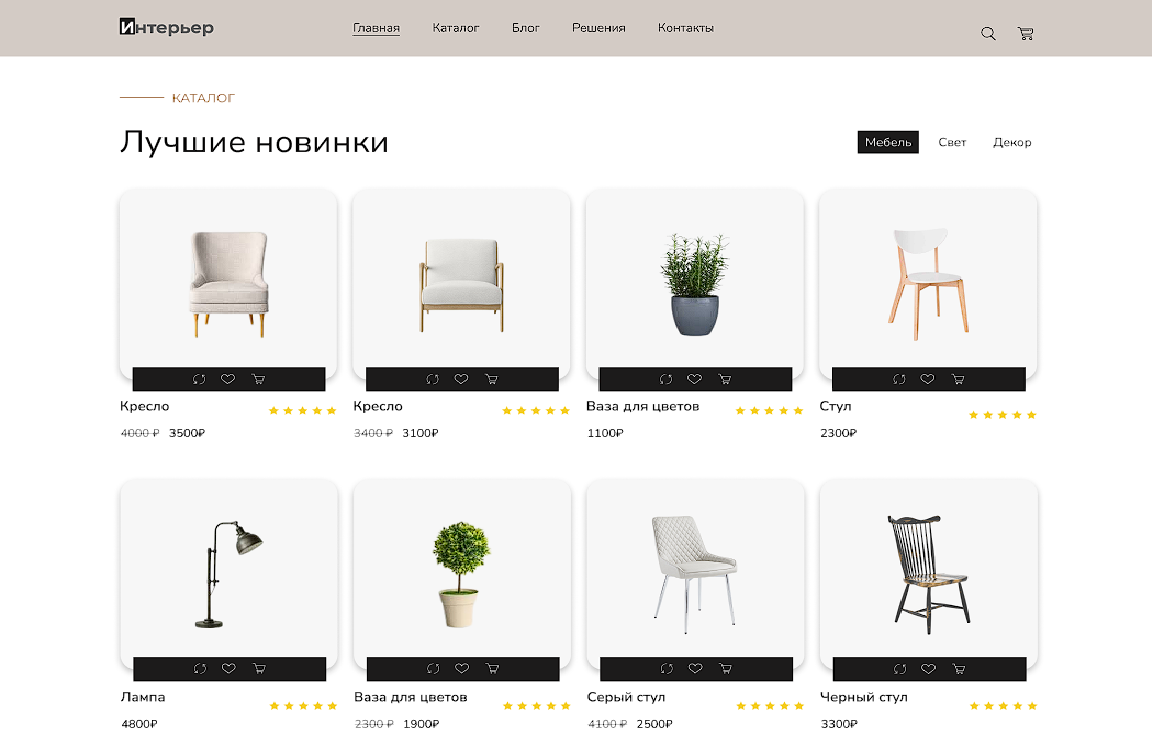 Интерьер
Главная Каталог Блог Решения Контакты
КАТАЛОГ
Лучшие новинки
Мебель Свет Декор
Кресло Кресло Ваза для цветов Стул
4000 ₽ 3500₽ 3400 ₽ 3100₽ 1100₽ 2300₽
Лампа Ваза для цветов Серый стул Черный стул
4800₽ 2300 ₽ 1900₽ 4100 ₽ 2500₽ 3300₽